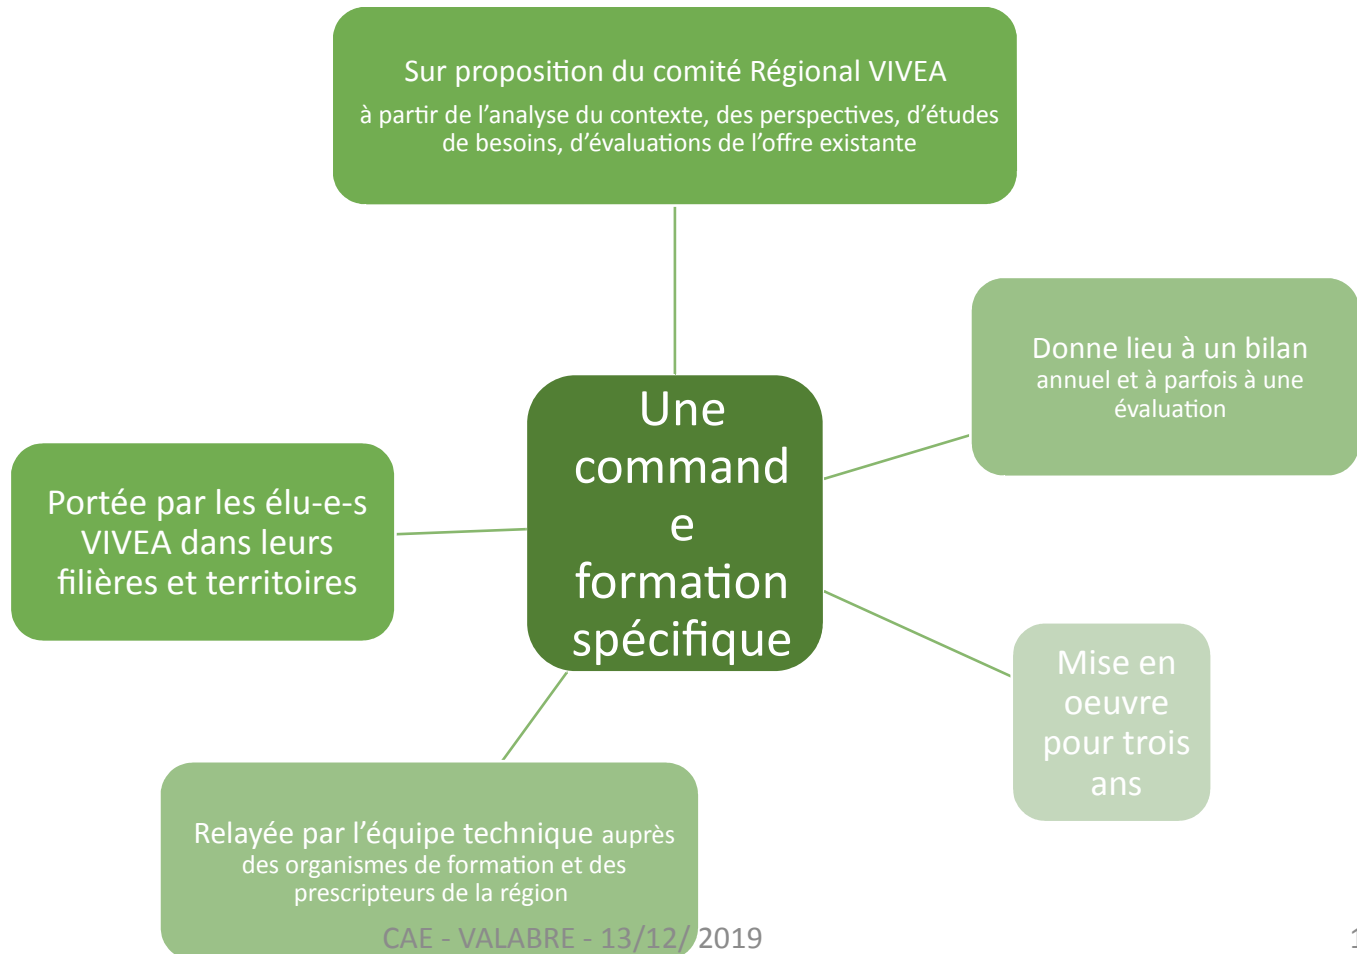 Sur proposition du comité Régional VIVEA
à partir de l'analyse du contexte, des perspectives, d'études
de besoins, d'évaluations de l'offre existante
Donne lieu à un bilan
annuel et à parfois à une
évaluation
Une
command
e
formation
spécifique
Portée par les élu-e-s
VIVEA dans leurs
filières et territoires
Mise en
oeuvre
pour trois
ans
Relayée par l'équipe technique auprès
des organismes de formation et des
prescripteurs de la région
CAE - VALABRE - 13/12/ 2019
1